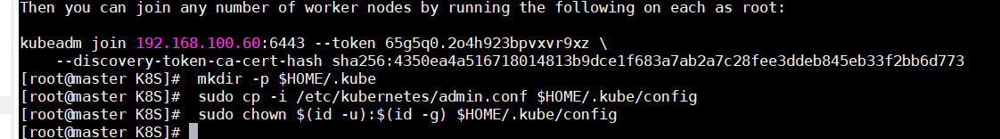 Then you can join any number of worker nodes by running the following on each as root:
kubeadm join 192.168.100.60:6443 --token 65g5q0.2o4h923bpvxvr9xz \
--discovery-token-ca-cert-hash sha256:4350ea4a516718014813b9dce1f683a7ab2a7c28fee3ddeb845eb33f2bb6d773
[root@master K8S]#  mkdir -p $HOME/.kube
[root@master K8S]#  sudo cp -i /etc/kubernetes/admin.conf $HOME/.kube/config
[root@master K8S]#  sudo chown $(id -u):$(id -g) $HOME/.kube/config
[root@master K8S]#